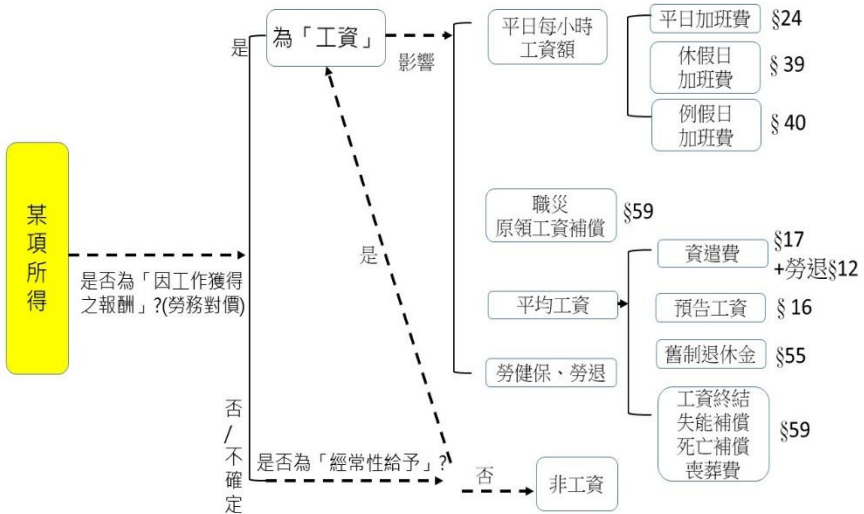 某
項
所
得
是否為「因工作獲得
之報酬」?(勞務對價)
是
為「工資」
影響
平日每小時
工資額
平日加班費
§24
休假日
加班費
§ 39
例假日
加班費
§ 40
職災
原領工資補償
§59
平均工資
資遣費
§17
+勞退§12
預告工資
§ 16
舊制退休金
§55
工資終結
失能補償
死亡補償
喪葬費
§59
勞健保、勞退
否
/
不
確
定
是否為「經常性給予」?
是
否
非工資